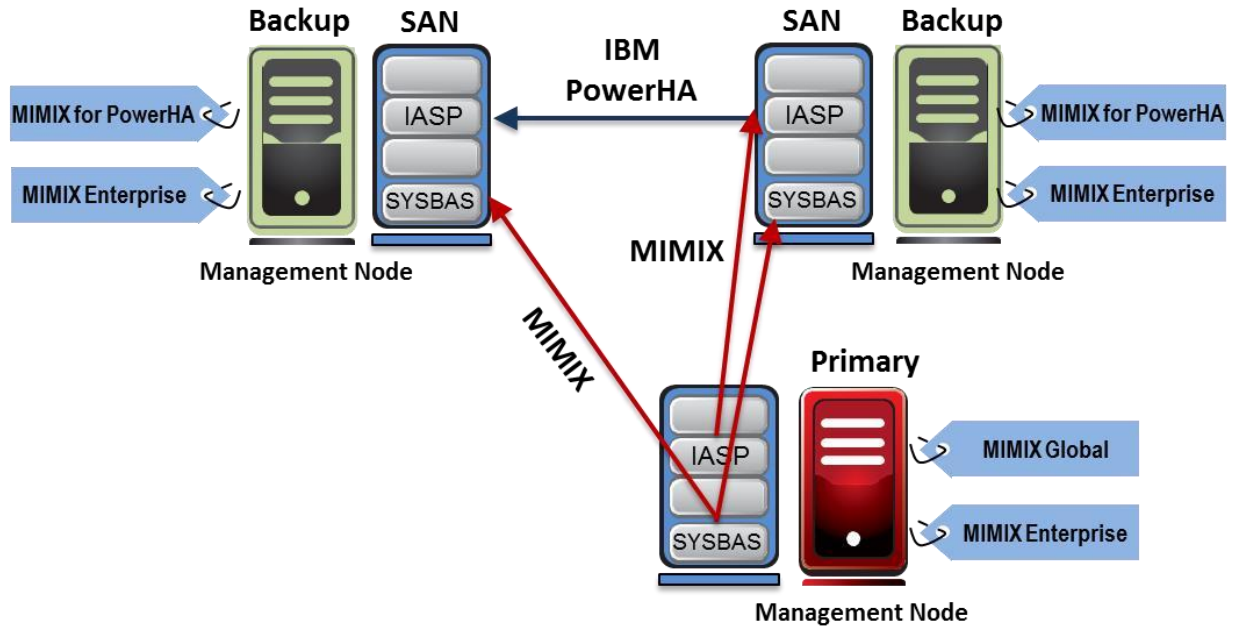 Backup
SAN
SAN
Backup
IBM
PowerHA
MIMIX for PowerHA
IASP
IASP
MIMIX for PowerHA
MIMIX Enterprise
SYSBAS
SYSBAS
MIMIX Enterprise
Management Node
MIMIX
Management Node
MIMIX
Primary
IASP
MIMIX Global
SYSBAS
MIMIX Enterprise
Management Node